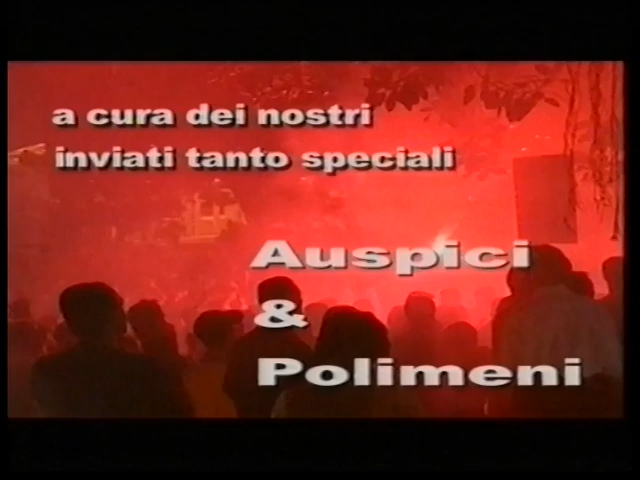 a cura dei nostri
inviati tanto speciali
Auspici
&
Polimeni